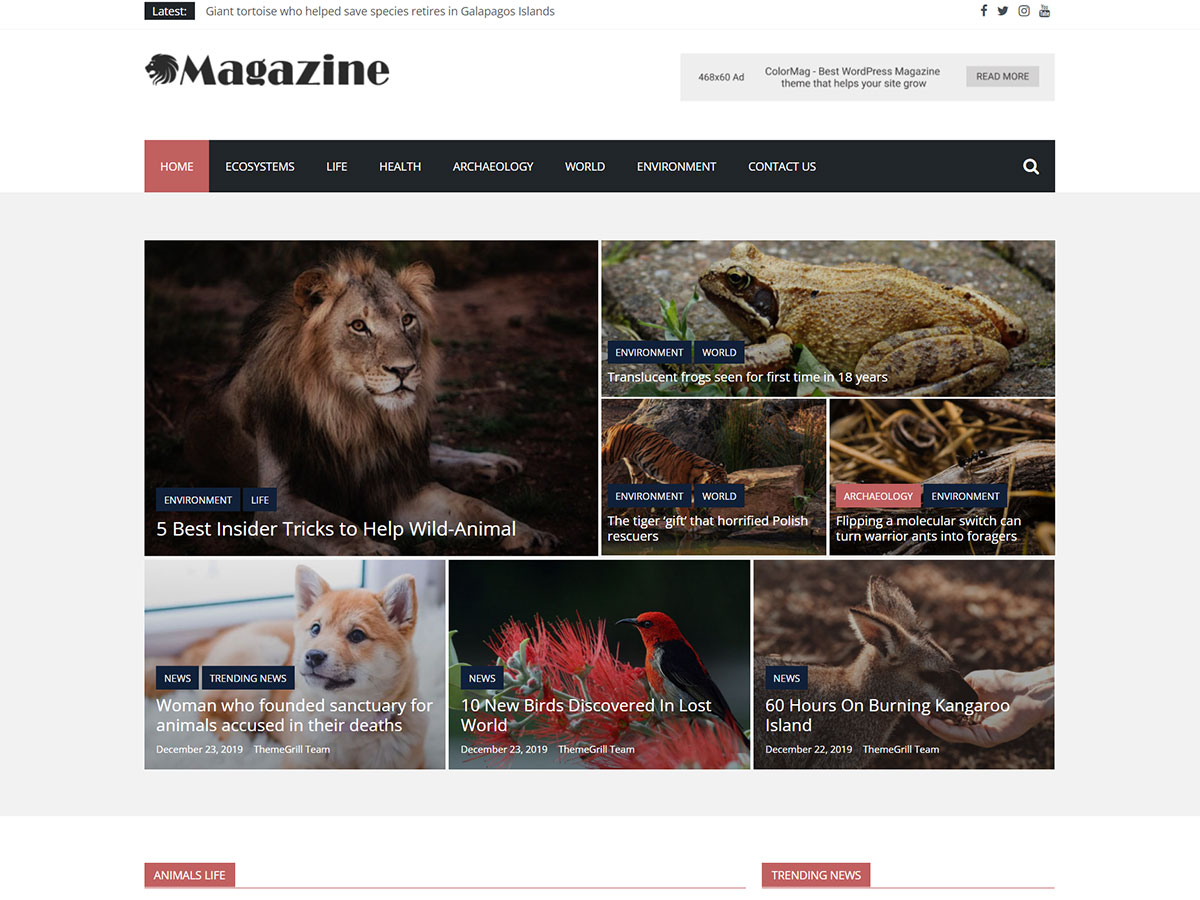 Latest: Giant tortoise who helped save species retires in Galapagos Islands
Magazine
468x60 Ad
ColorMag - Best WordPress Magazine
theme that helps your site grow
READ MORE
HOME ECOSYSTEMS LIFE HEALTH ARCHAEOLOGY WORLD ENVIRONMENT CONTACT US
ENVIRONMENT LIFE
5 Best Insider Tricks to Help Wild-Animal
ENVIRONMENT WORLD
Translucent frogs seen for first time in 18 years
ENVIRONMENT WORLD
The tiger ‘gift’ that horrified Polish
rescuers
ARCHAEOLOGY ENVIRONMENT
Flipping a molecular switch can
turn warrior ants into foragers
NEWS TRENDING NEWS
Woman who founded sanctuary for
animals accused in their deaths
December 23, 2019 ThemeGrill Team
NEWS
10 New Birds Discovered In Lost
World
December 23, 2019 ThemeGrill Team
NEWS
60 Hours On Burning Kangaroo
Island
December 22, 2019 ThemeGrill Team
ANIMALS LIFE
TRENDING NEWS